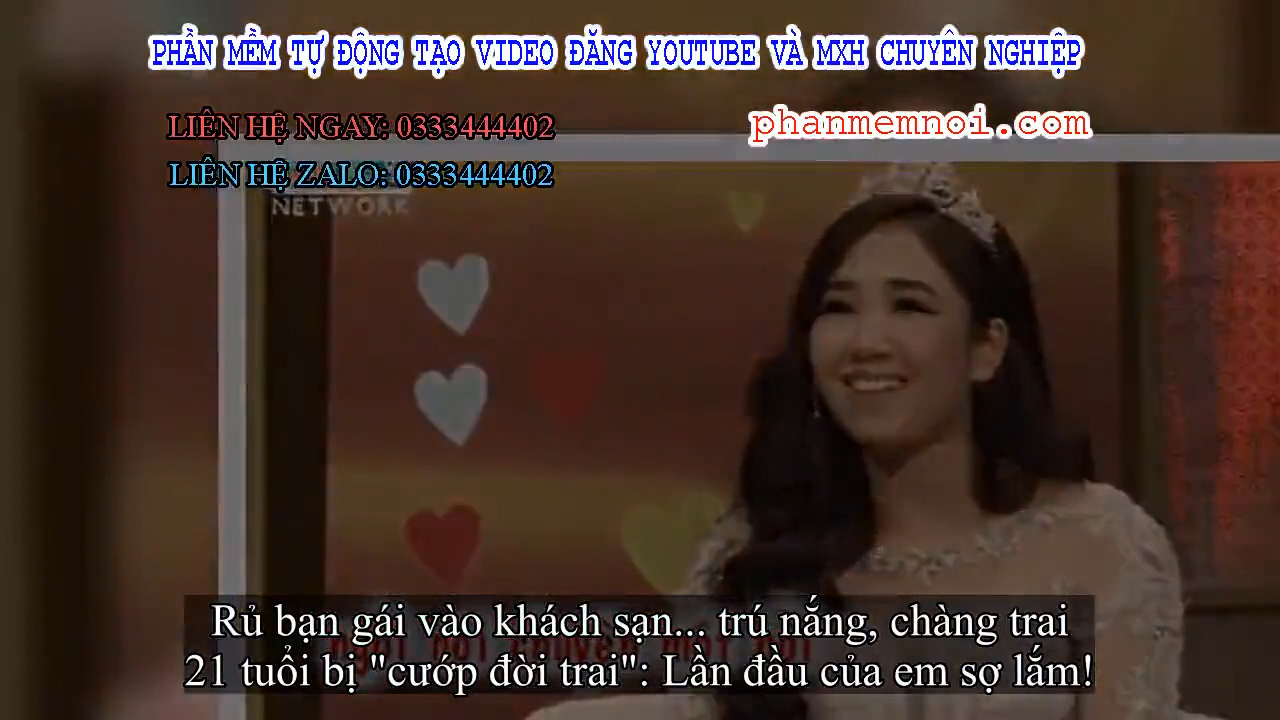 PHẦN MỀM TỰ ĐỘNG TẠO VIDEO ĐĂNG YOUTUBE VÀ MXH CHUYÊN NGHIỆP
LIÊN HỆ NGAY: 0333444402
phanmemnoi.com
LIÊN HỆ ZALO: 0333444402
NETWORK
Rủ bạn gái vào khách sạn... trú nắng, chàng trai
21 tuổi bị "cướp đời trai": Lần đầu của em sợ lắm!